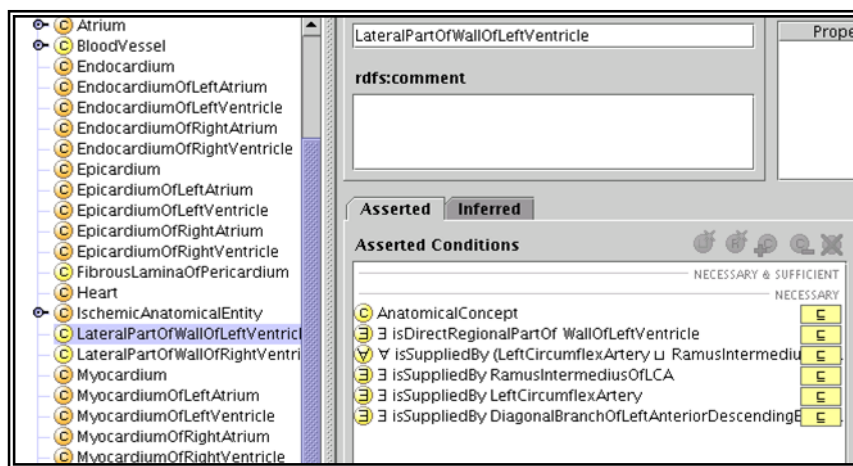 Atrium
BloodVessel
Endocardium
EndocardiumOfLeftAtrium
EndocardiumOfLeftVentricle
EndocardiumOfRightAtrium
EndocardiumOfRightVentricle
Epicardium
EpicardiumOfLeftAtrium
EpicardiumOfLeftVentricle
EpicardiumOfRightAtrium
EpicardiumOfRightVentricle
FibrousLaminaOfPericardium
Heart
IschemicAnatomicalEntity
LateralPartOfWallOfLeftVentricl
LateralPartOfWallOfRightVentri
Myocardium
MyocardiumOfLeftAtrium
MyocardiumOfLeftVentricle
MyocardiumOfRightAtrium
MyocardiumOfRightVentricle
LateralPartOfWallOfLeftVentricle
Prope
rdfs:comment
Asserted Inferred
Asserted Conditions
NECESSARY & SUFFICIENT
NECESSARY
AnatomicalConcept ⊑
∃ isDirectRegionalPartOf WallOfLeftVentricle ⊑
∀ isSuppliedBy (LeftCircumflexArtery ⊔ RamusIntermediu ⊑
∃ isSuppliedBy RamusIntermediusOfLCA ⊑
∃ isSuppliedBy LeftCircumflexArtery ⊑
∃ isSuppliedBy DiagonalBranchOfLeftAnteriorDescendingB ⊑